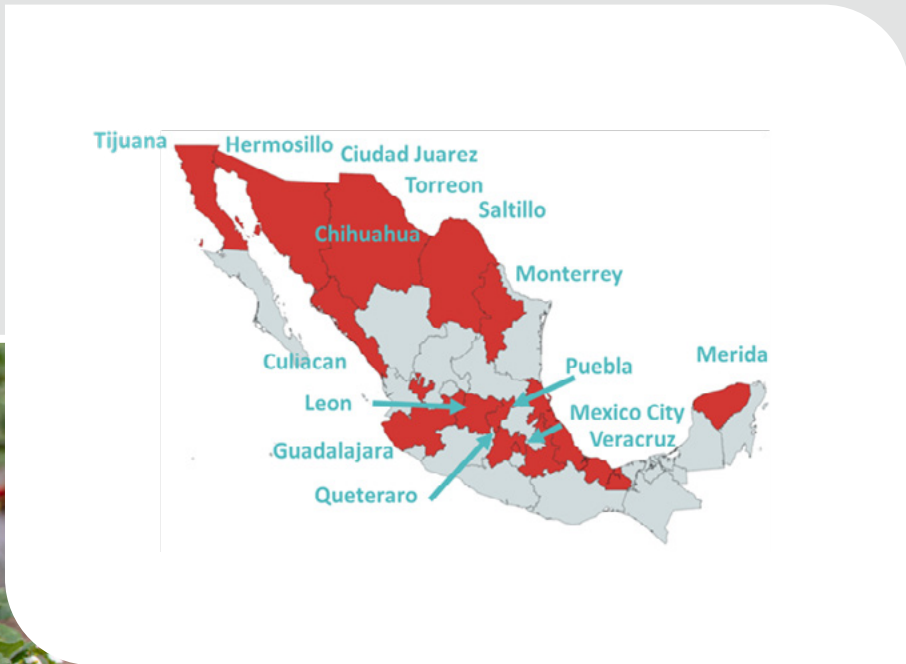 Tijuana
Hermosillo
Ciudad Juarez
Torreon
Saltillo
Chihuahua
Monterrey
Culiacan
Puebla
Merida
Leon
Mexico City
Veracruz
Guadalajara
Queteraro